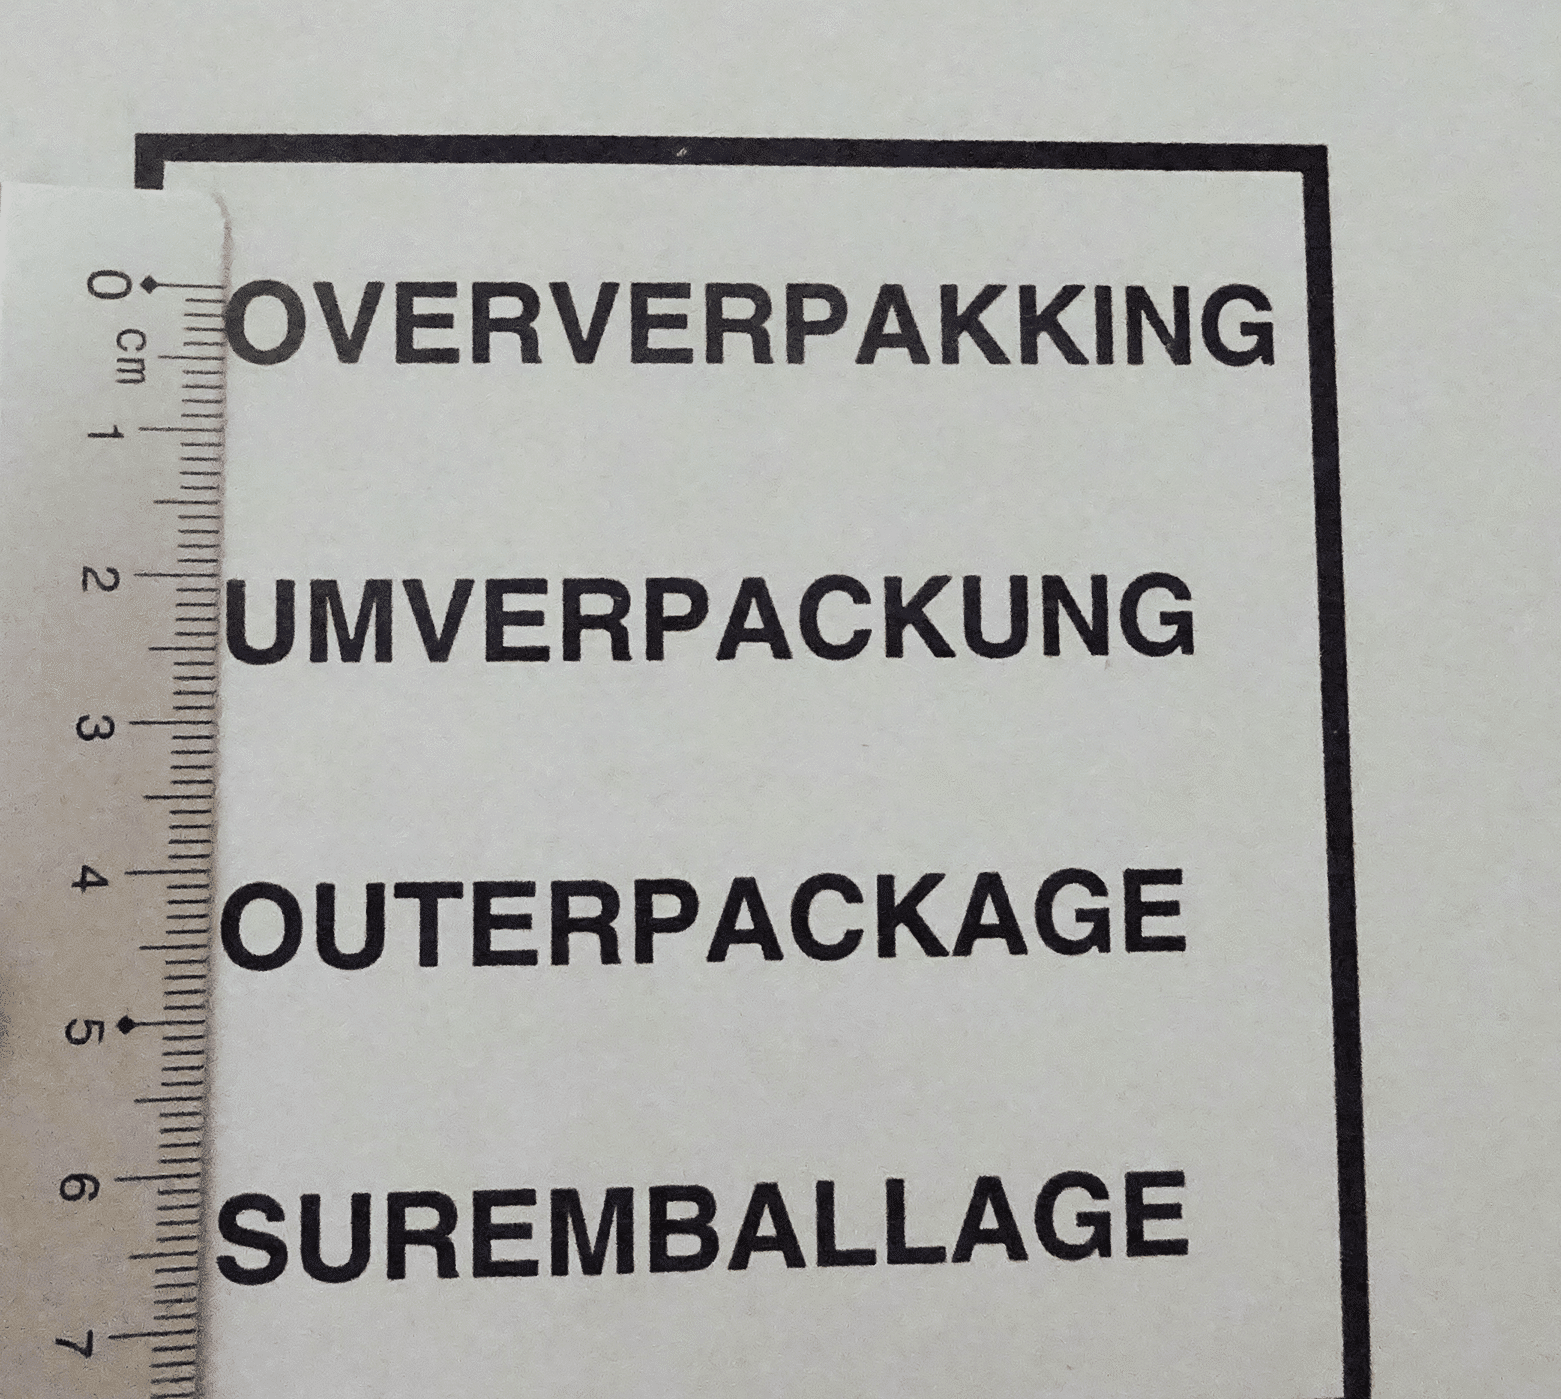 OVERVERPAKKING
UMVERPACKUNG
OUTERPACKAGE
SUREMBALLAGE
0 cm 1 2 3 4 5 6 7